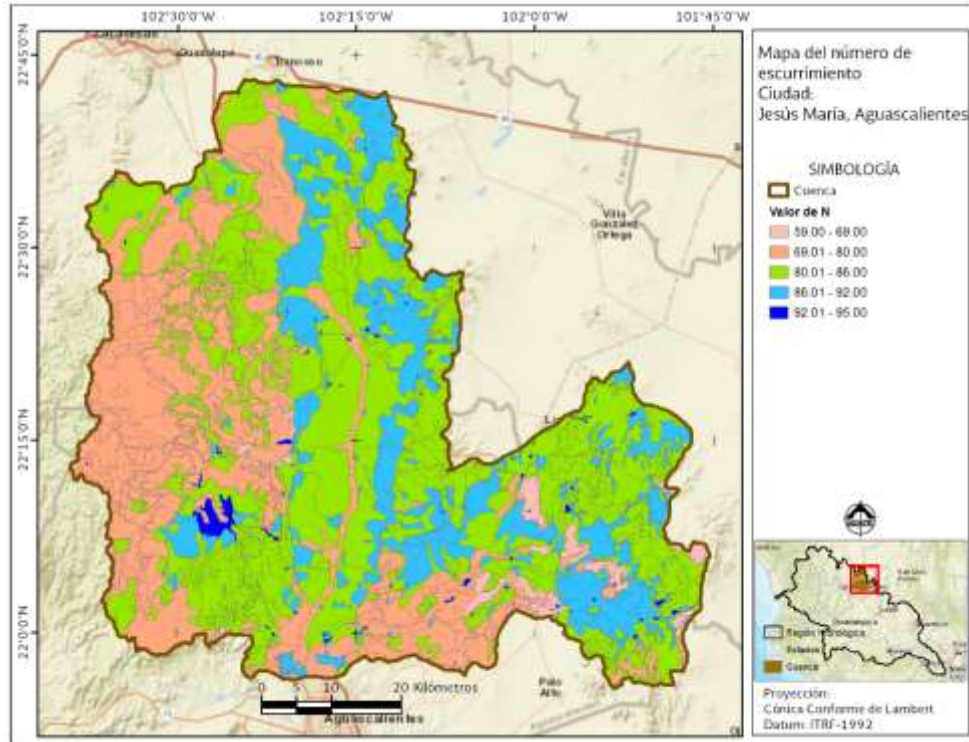 102°30'0"W
102°15'0"W
102°0'0"W
101°45'0"W
22°45'0"N
22°30'0"N
22°15'0"N
22°0'0"N
Zacatecas
Guadalupe
Trancoso
Villa
González
Ortega
Palo
Alto
0 5 10 20 Kilómetros
Aguascalientes
Mapa del número de
escurrimiento
Ciudad:
Jesús María, Aguascalientes
SIMBOLOGÍA
Cuenca
Valor de N
59.00 - 69.00
69.01 - 80.00
80.01 - 86.00
86.01 - 92.00
92.01 - 95.00
Región Hidrológica
Estados
Cuenca
Proyección:
Cónica Conforme de Lambert
Datum: ITRF-1992